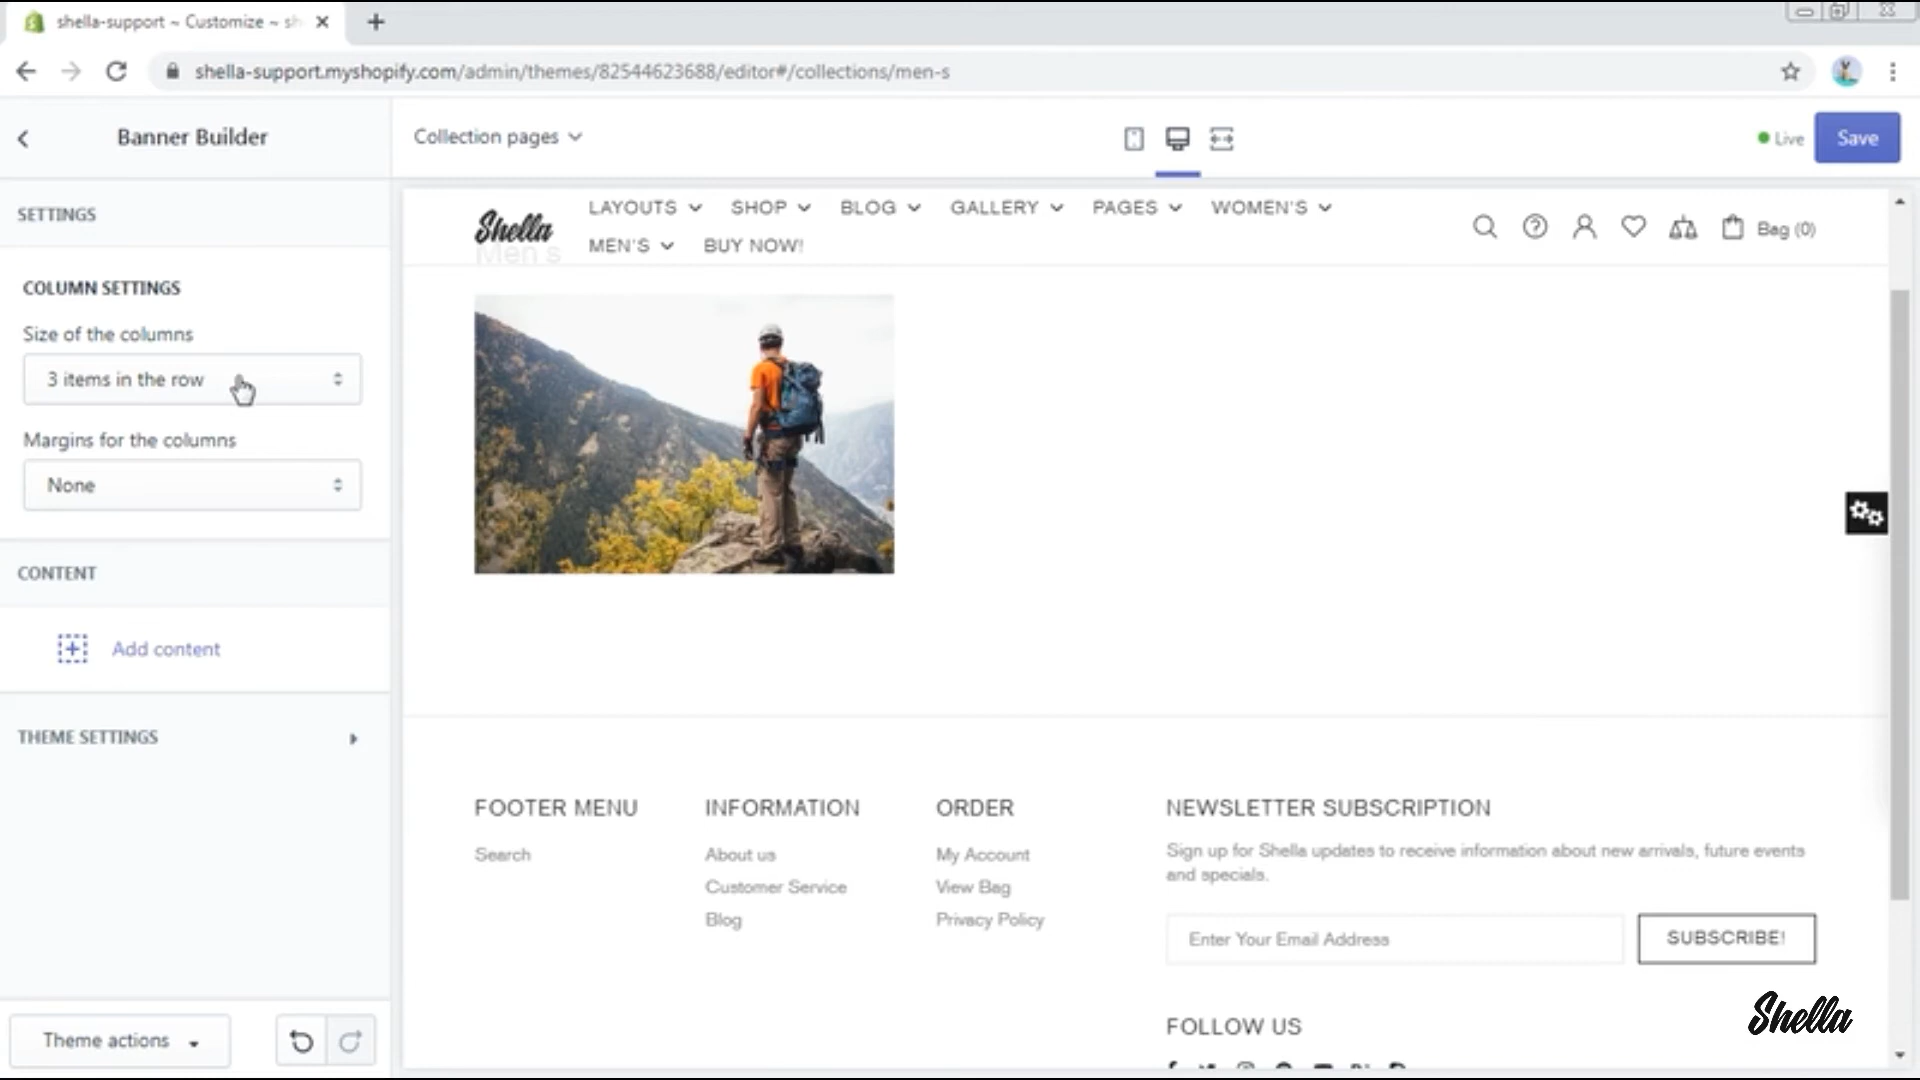 shella-support ~ Customize ~ sh
shella-support.myshopify.com/admin/themes/82544623688/editor#/collections/men-s
Banner Builder
Collection pages
Live
Save
SETTINGS
COLUMN SETTINGS
Size of the columns
3 items in the row
Margins for the columns
None
CONTENT
Add content
THEME SETTINGS
Theme actions
Shella
Men's
LAYOUTS
SHOP
BLOG
GALLERY
PAGES
WOMEN'S
MEN'S
BUY NOW!
Bag (0)
FOOTER MENU
Search
INFORMATION
About us
Customer Service
Blog
ORDER
My Account
View Bag
Privacy Policy
NEWSLETTER SUBSCRIPTION
Sign up for Shella updates to receive information about new arrivals, future events
and specials.
Enter Your Email Address
SUBSCRIBE!
FOLLOW US
Shella